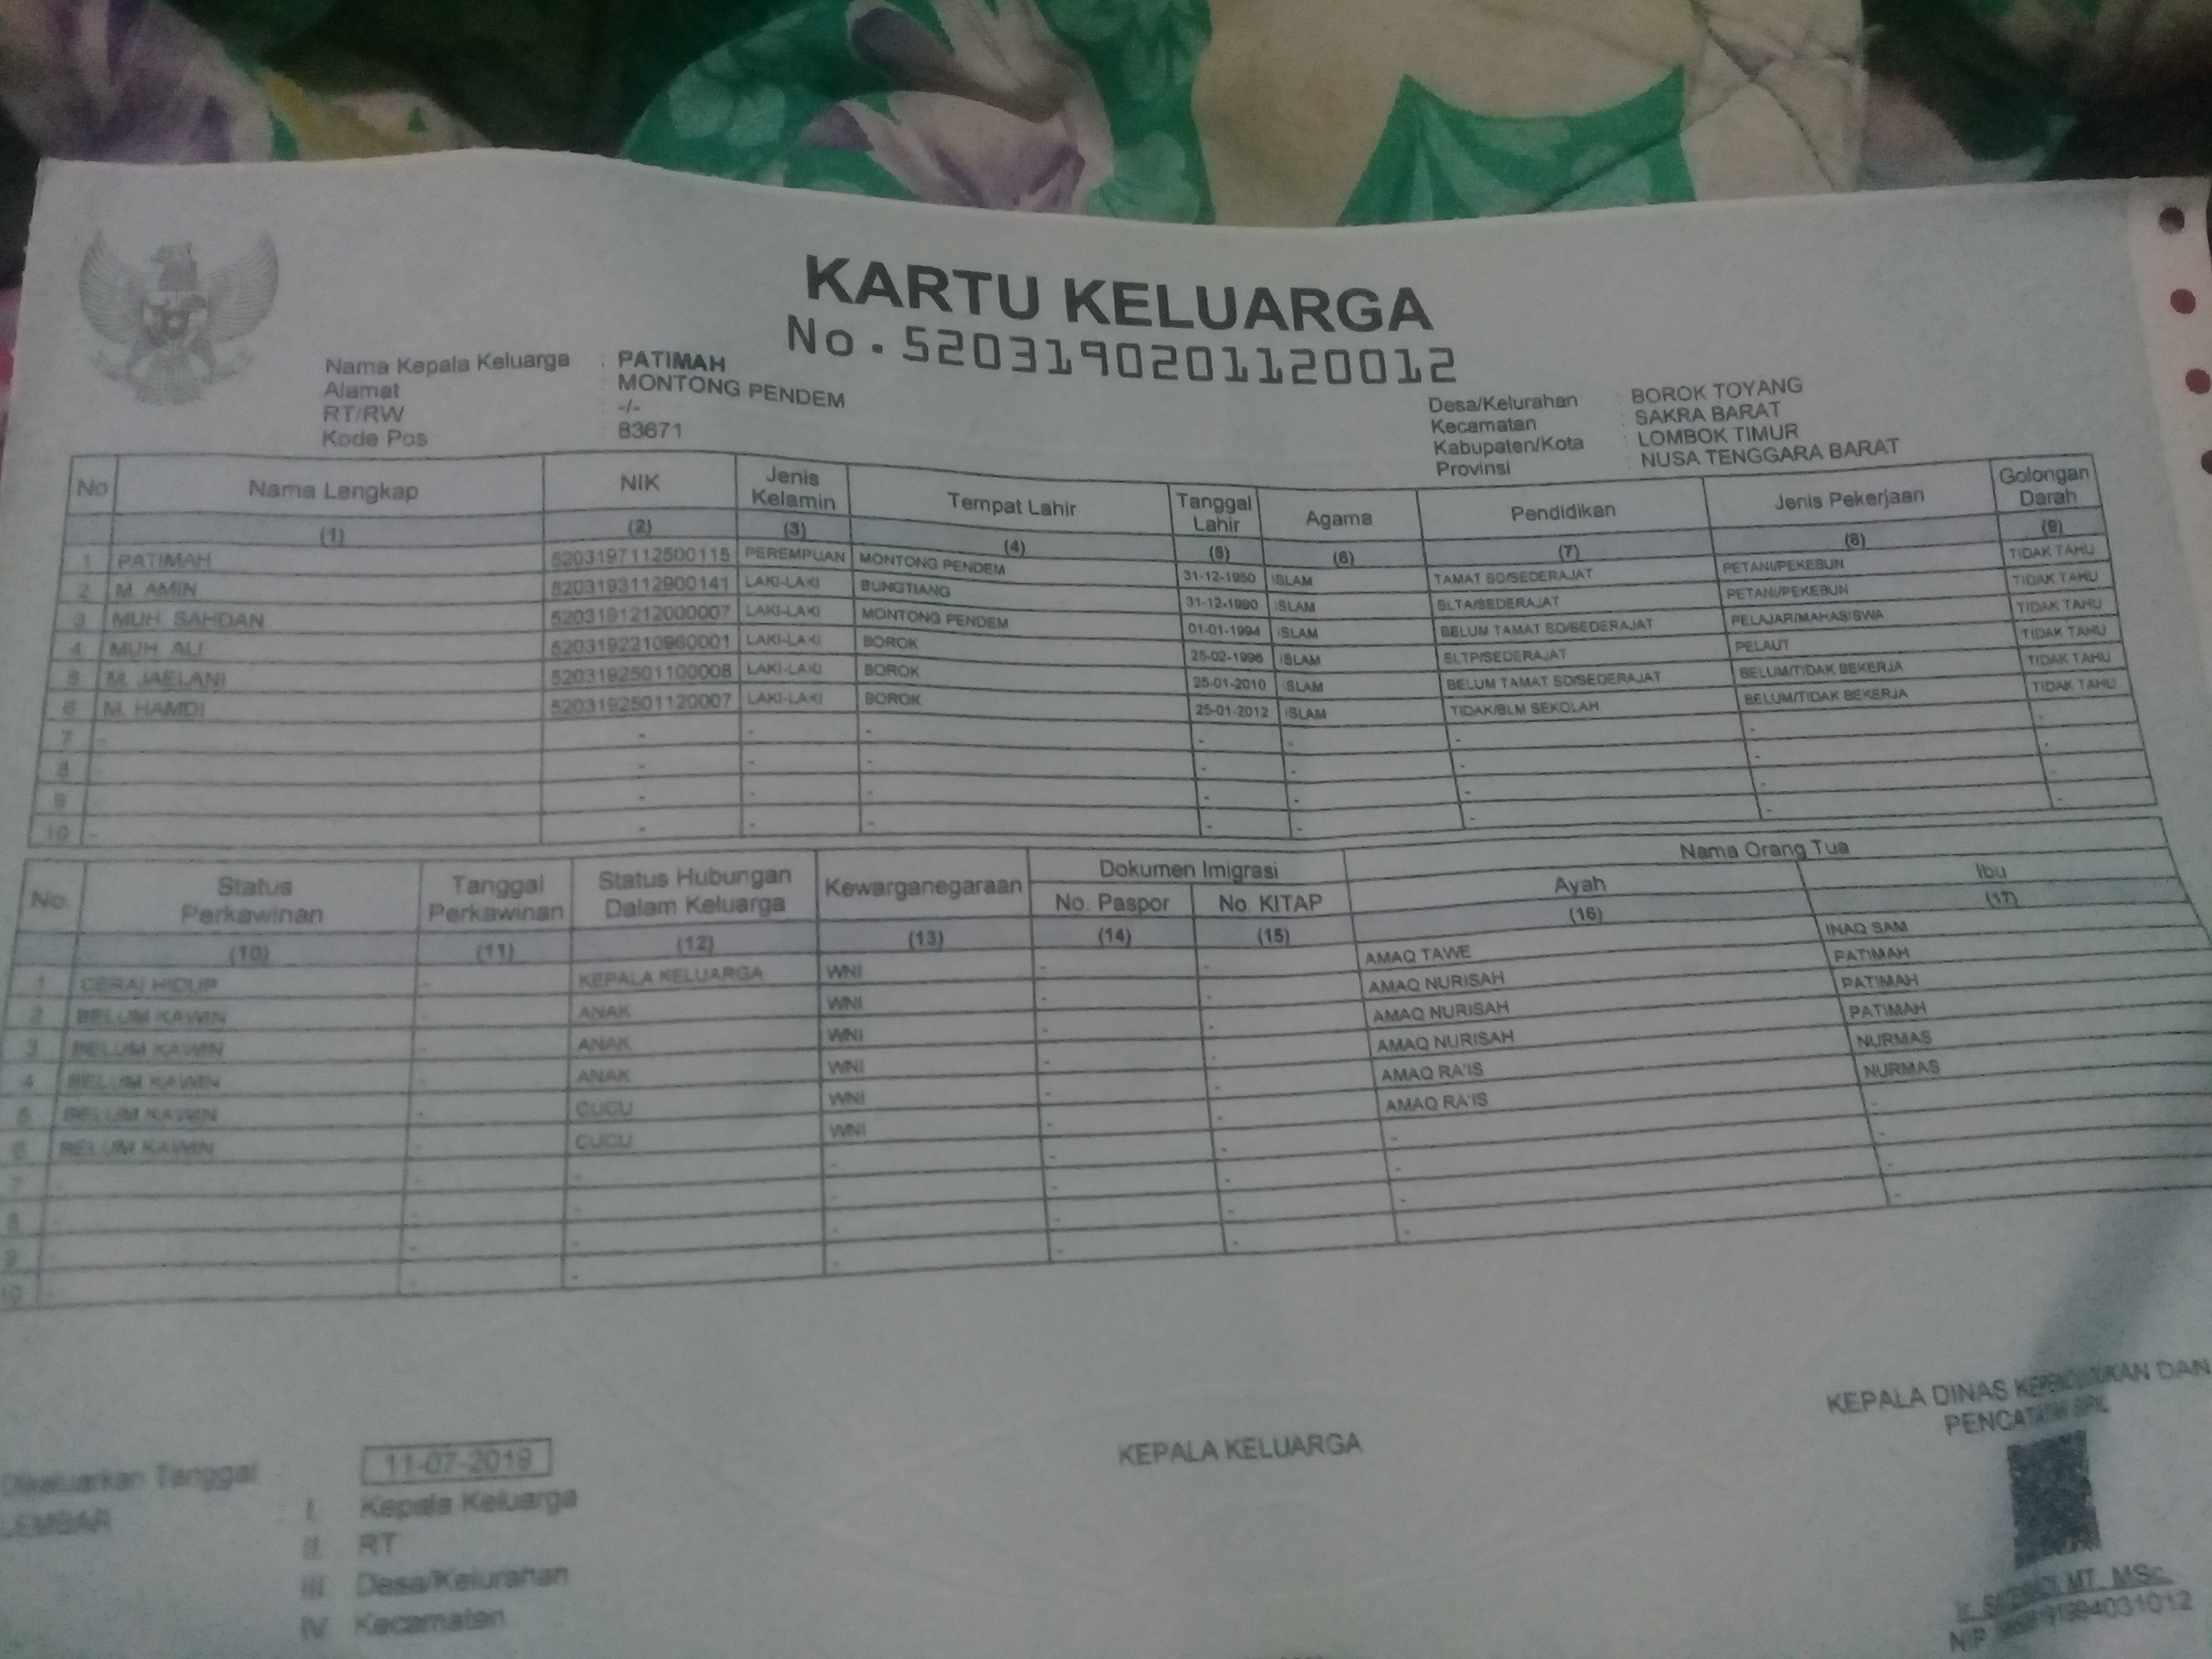 KARTU KELUARGA
No. 5203190201120012
Nama Kepala Keluarga : PATIMAH
Alamat : MONTONG PENDEM
RT/RW : -/-
Kode Pos : 83671
Desa/Kelurahan : BOROK TOYANG
Kecamatan : SAKRA BARAT
Kabupaten/Kota : LOMBOK TIMUR
Provinsi : NUSA TENGGARA BARAT
No Nama Lengkap NIK Jenis Kelamin Tempat Lahir Tanggal Lahir Agama Pendidikan Jenis Pekerjaan Golongan Darah
(1) (2) (3) (4) (5) (6) (7) (8) (9)
1 PATIMAH 5203197112500115 PEREMPUAN MONTONG PENDEM 31-12-1950 ISLAM TAMAT SD/SEDERAJAT PETANI/PEKEBUN TIDAK TAHU
2 M. AMIN 5203193112900141 LAKI-LAKI BUNGTIANG 31-12-1990 ISLAM SLTA/SEDERAJAT PETANI/PEKEBUN TIDAK TAHU
3 MUH. SAHDAN 5203191212000007 LAKI-LAKI MONTONG PENDEM 01-01-1994 ISLAM BELUM TAMAT SD/SEDERAJAT PELAJAR/MAHASISWA TIDAK TAHU
4 MUH. ALI 5203192210960001 LAKI-LAKI BOROK 25-02-1996 ISLAM SLTP/SEDERAJAT PELAUT TIDAK TAHU
5 M. JAELANI 5203192501100008 LAKI-LAKI BOROK 25-01-2010 ISLAM BELUM TAMAT SD/SEDERAJAT BELUM/TIDAK BEKERJA TIDAK TAHU
6 M. HAMDI 5203192501120007 LAKI-LAKI BOROK 25-01-2012 ISLAM TIDAK/BLM SEKOLAH BELUM/TIDAK BEKERJA TIDAK TAHU
7 - - - - - - - - -
8 - - - - - - - - -
9 - - - - - - - - -
10 - - - - - - - - -
No. Status Perkawinan Tanggal Perkawinan Status Hubungan Dalam Keluarga Kewarganegaraan Dokumen Imigrasi Nama Orang Tua
No. Paspor No. KITAP Ayah Ibu
(10) (11) (12) (13) (14) (15) (16) (17)
1 CERAI HIDUP - KEPALA KELUARGA WNI - - AMAQ TAWE INAQ SAM
2 BELUM KAWIN - ANAK WNI - - AMAQ NURISAH PATIMAH
3 BELUM KAWIN - ANAK WNI - - AMAQ NURISAH PATIMAH
4 BELUM KAWIN - ANAK WNI - - AMAQ NURISAH PATIMAH
5 BELUM KAWIN - CUCU WNI - - AMAQ RA'IS NURMAS
6 BELUM KAWIN - CUCU WNI - - AMAQ RA'IS NURMAS
7 - - - - - - - -
8 - - - - - - - -
9 - - - - - - - -
10 - - - - - - - -
Dikeluarkan Tanggal : 11-07-2019
LEMBAR : I. Kepala Keluarga
II. RT
III. Desa/Kelurahan
IV. Kecamatan
KEPALA KELUARGA
KEPALA DINAS KEPENDUDUKAN DAN
PENCATATAN SIPIL
MT. MSc.
NIP.